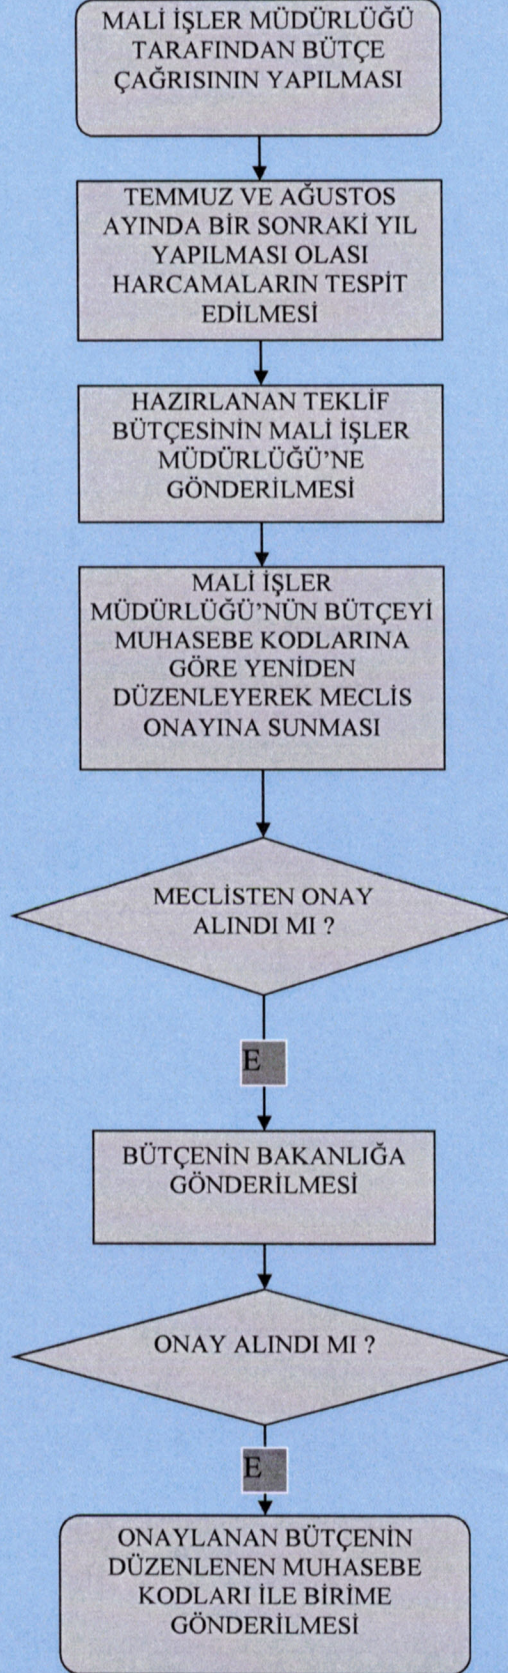 MALİ İŞLER MÜDÜRLÜĞÜ
TARAFINDAN BÜTÇE
ÇAĞRISININ YAPILMASI
TEMMUZ VE AĞUSTOS
AYINDA BİR SONRAKİ YIL
YAPILMASI OLASI
HARCAMALARIN TESPİT
EDİLMESİ
HAZIRLANAN TEKLİF
BÜTÇESİNİN MALİ İŞLER
MÜDÜRLÜĞÜ'NE
GÖNDERİLMESİ
MALİ İŞLER
MÜDÜRLÜĞÜ'NÜN BÜTÇEYİ
MUHASEBE KODLARINA
GÖRE YENİDEN
DÜZENLEYEREK MECLİS
ONAYINA SUNMASI
MECLİSTEN ONAY
ALINDI MI ?
E
BÜTÇENİN BAKANLIĞA
GÖNDERİLMESİ
ONAY ALINDI MI ?
E
ONAYLANAN BÜTÇENİN
DÜZENLENEN MUHASEBE
KODLARI İLE BİRİME
GÖNDERİLMESİ